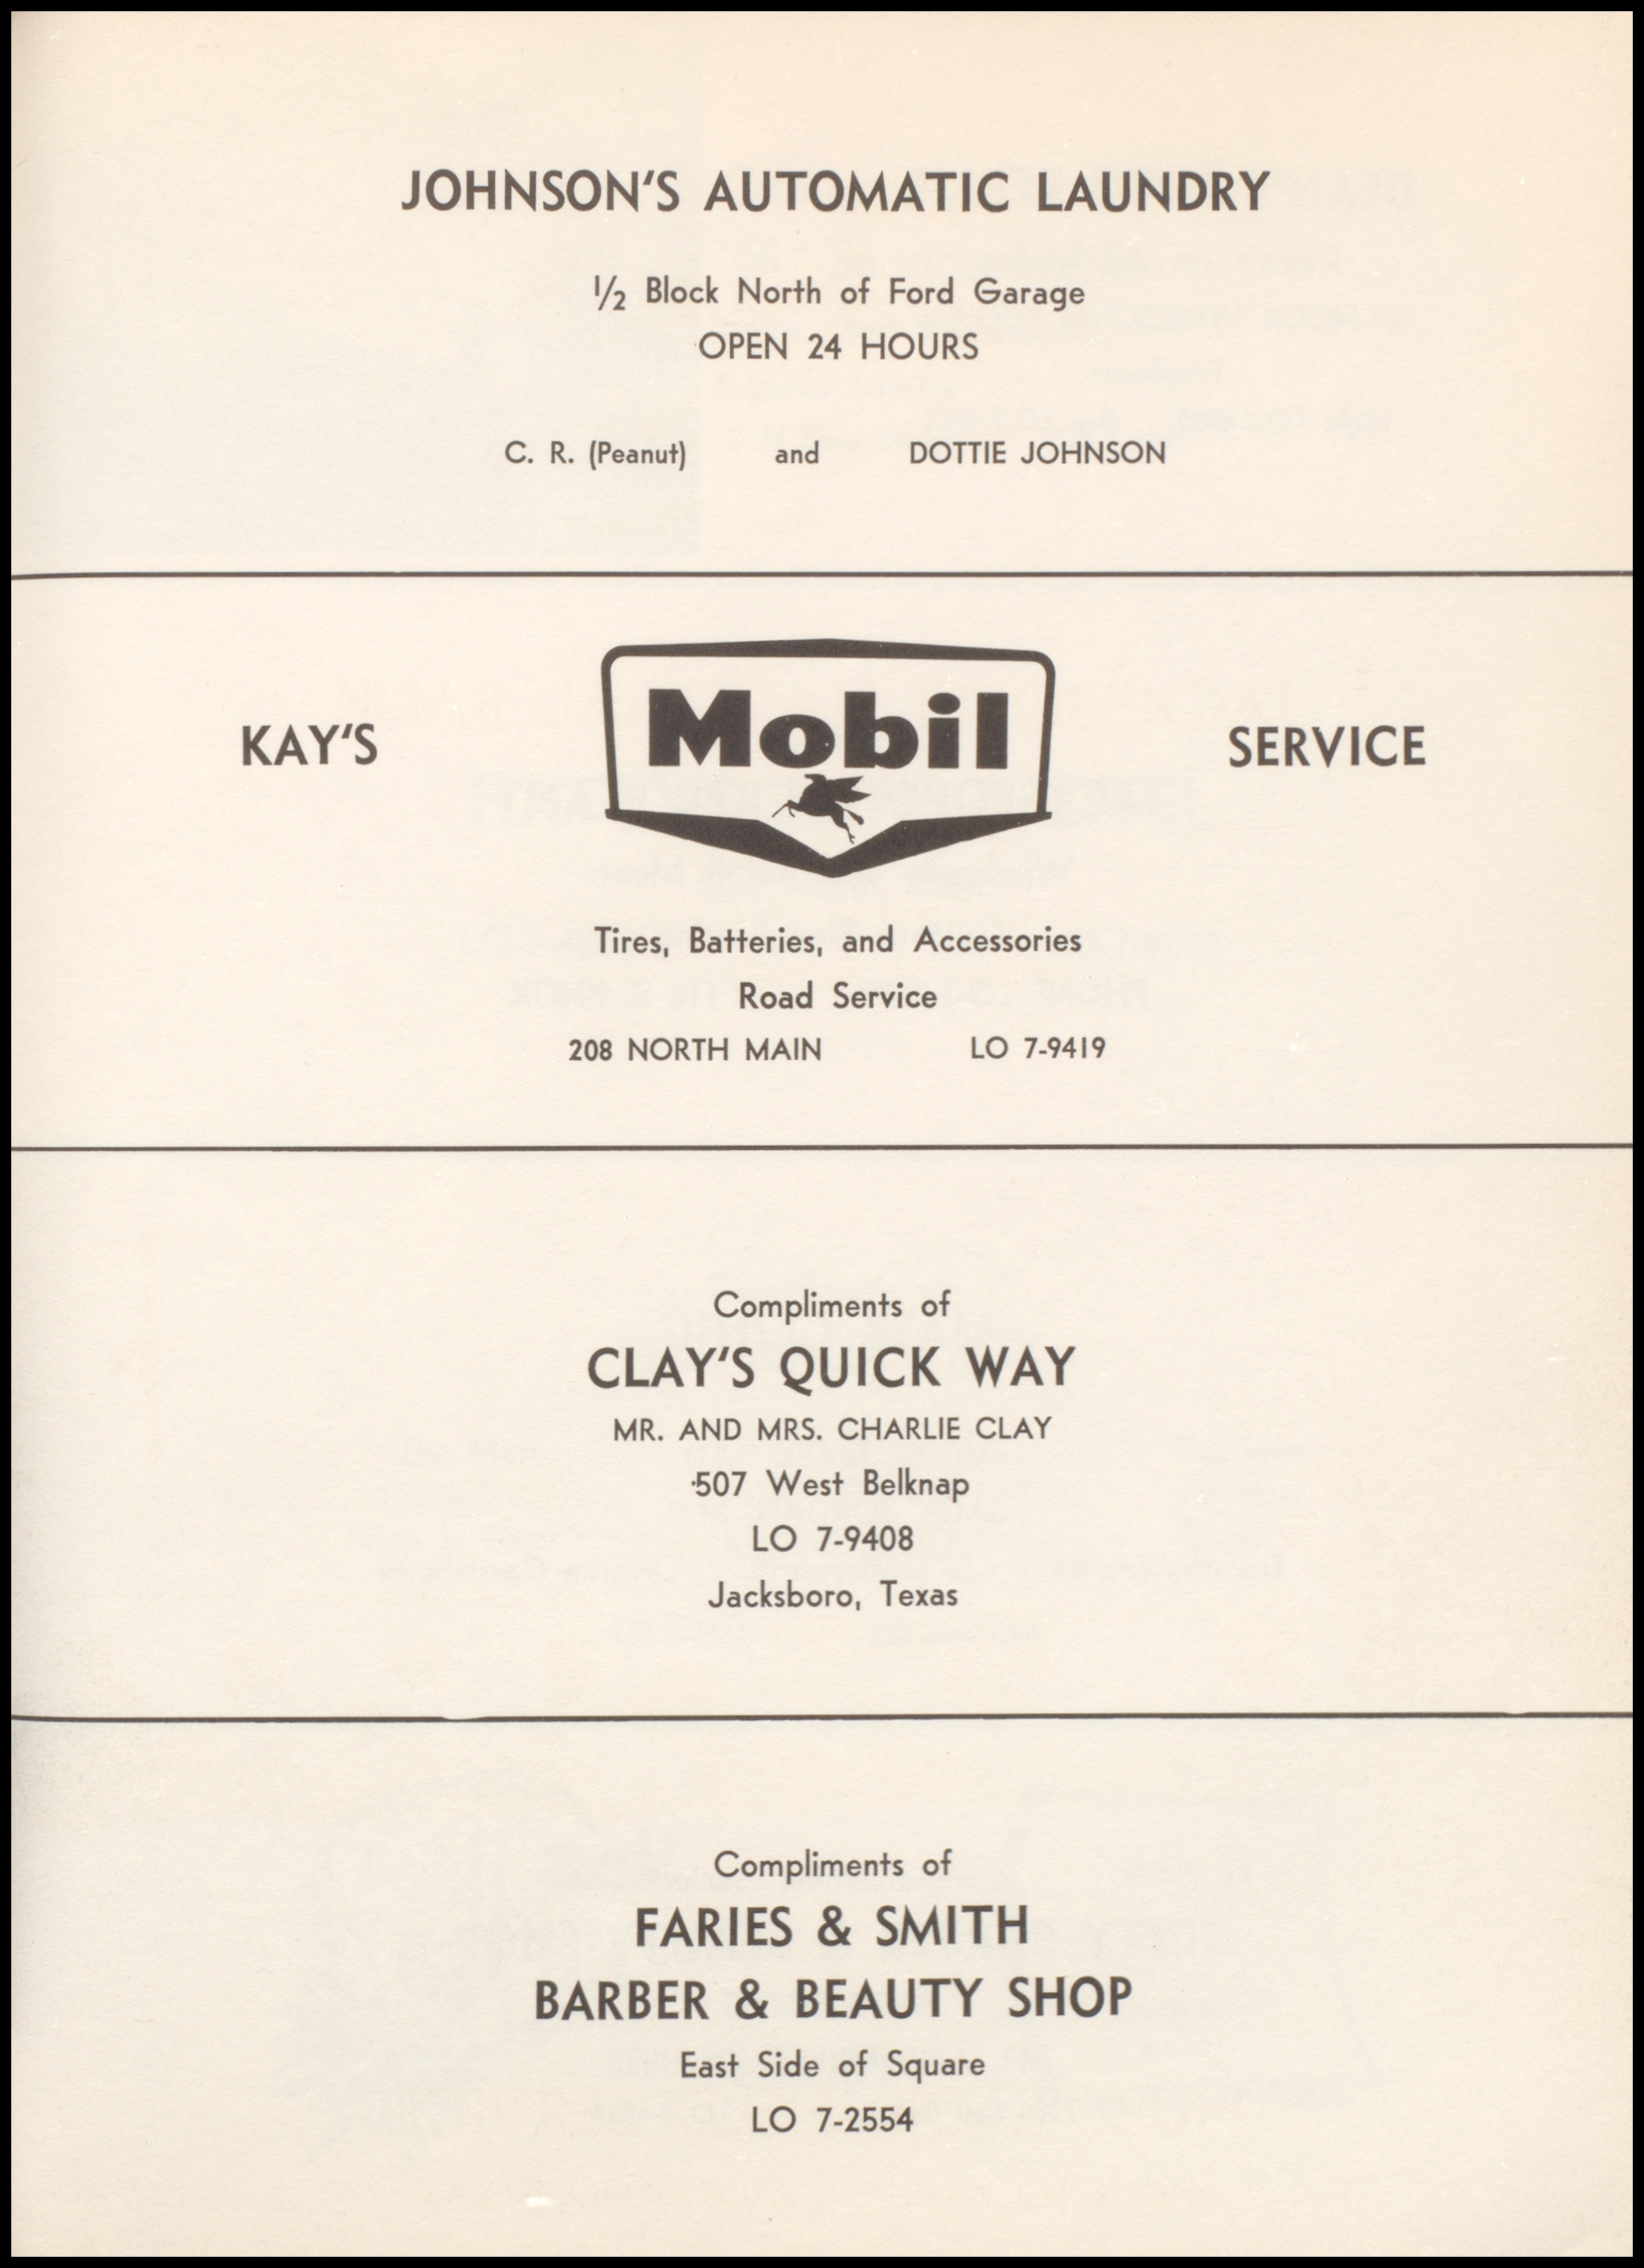 JOHNSON'S AUTOMATIC LAUNDRY
1/2 Block North of Ford Garage
OPEN 24 HOURS
C. R. (Peanut) and DOTTIE JOHNSON
KAY'S Mobil SERVICE
Tires, Batteries, and Accessories
Road Service
208 NORTH MAIN LO 7-9419
Compliments of
CLAY'S QUICK WAY
MR. AND MRS. CHARLIE CLAY
507 West Belknap
LO 7-9408
Jacksboro, Texas
Compliments of
FARIES & SMITH
BARBER & BEAUTY SHOP
East Side of Square
LO 7-2554